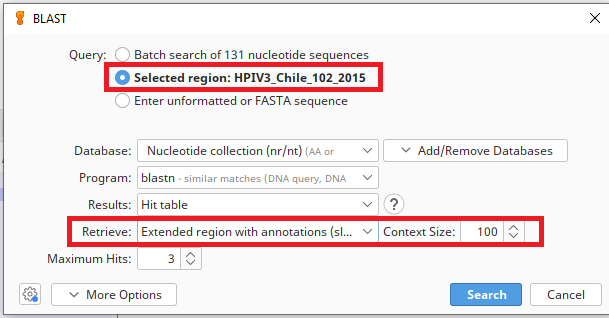 BLAST
Query: Batch search of 131 nucleotide sequences
Selected region: HPIV3_Chile_102_2015
Enter unformatted or FASTA sequence
Database: Nucleotide collection (nr/nt) (AA or Add/Remove Databases
Program: blastn - similar matches (DNA query, DNA
Results: Hit table ?
Retrieve: Extended region with annotations (sl... Context Size: 100
Maximum Hits: 3
More Options Search Cancel